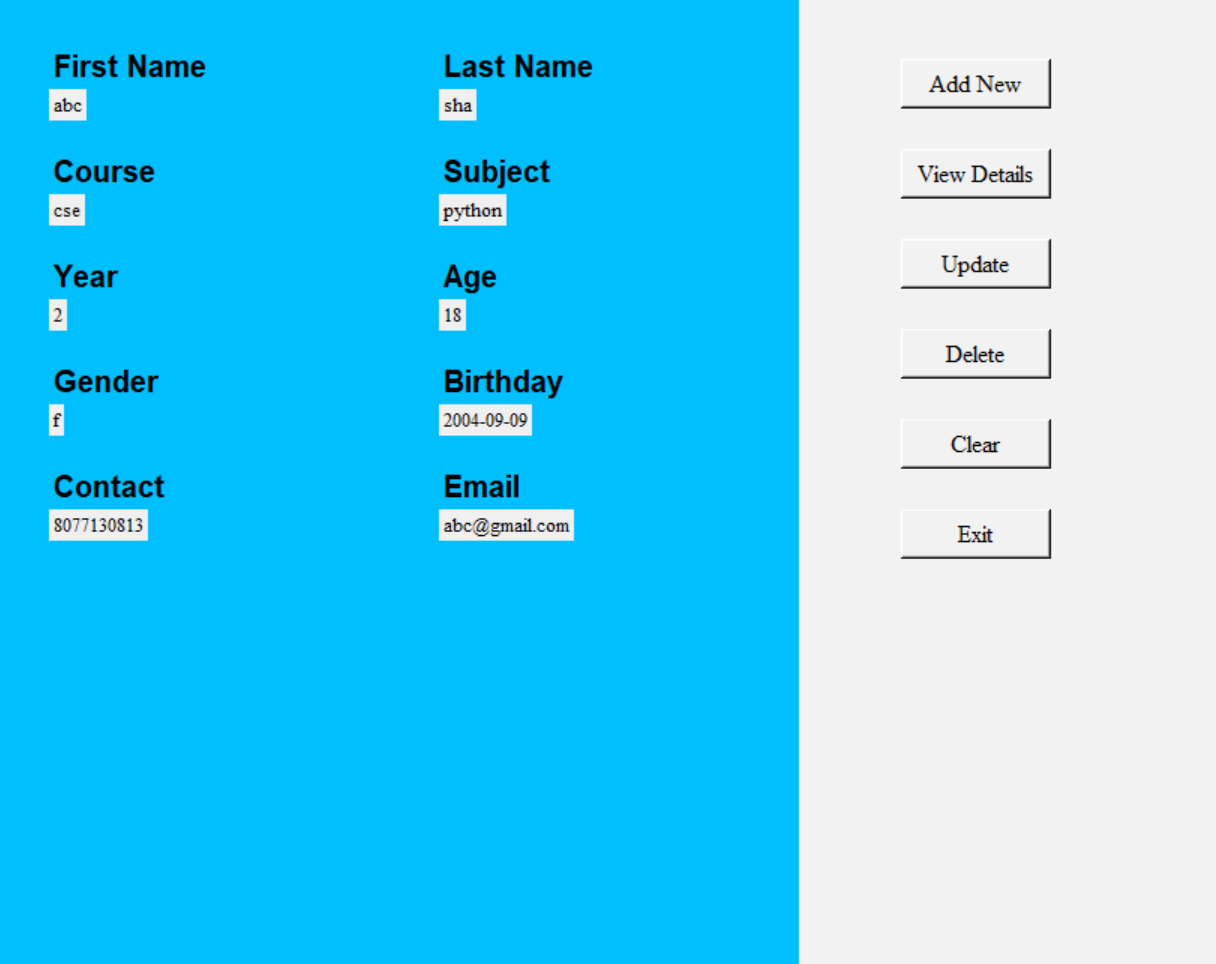 First Name
abc
Last Name
sha
Course
cse
Subject
python
Year
2
Age
18
Gender
f
Birthday
2004-09-09
Contact
8077130813
Email
abc@gmail.com
Add New
View Details
Update
Delete
Clear
Exit